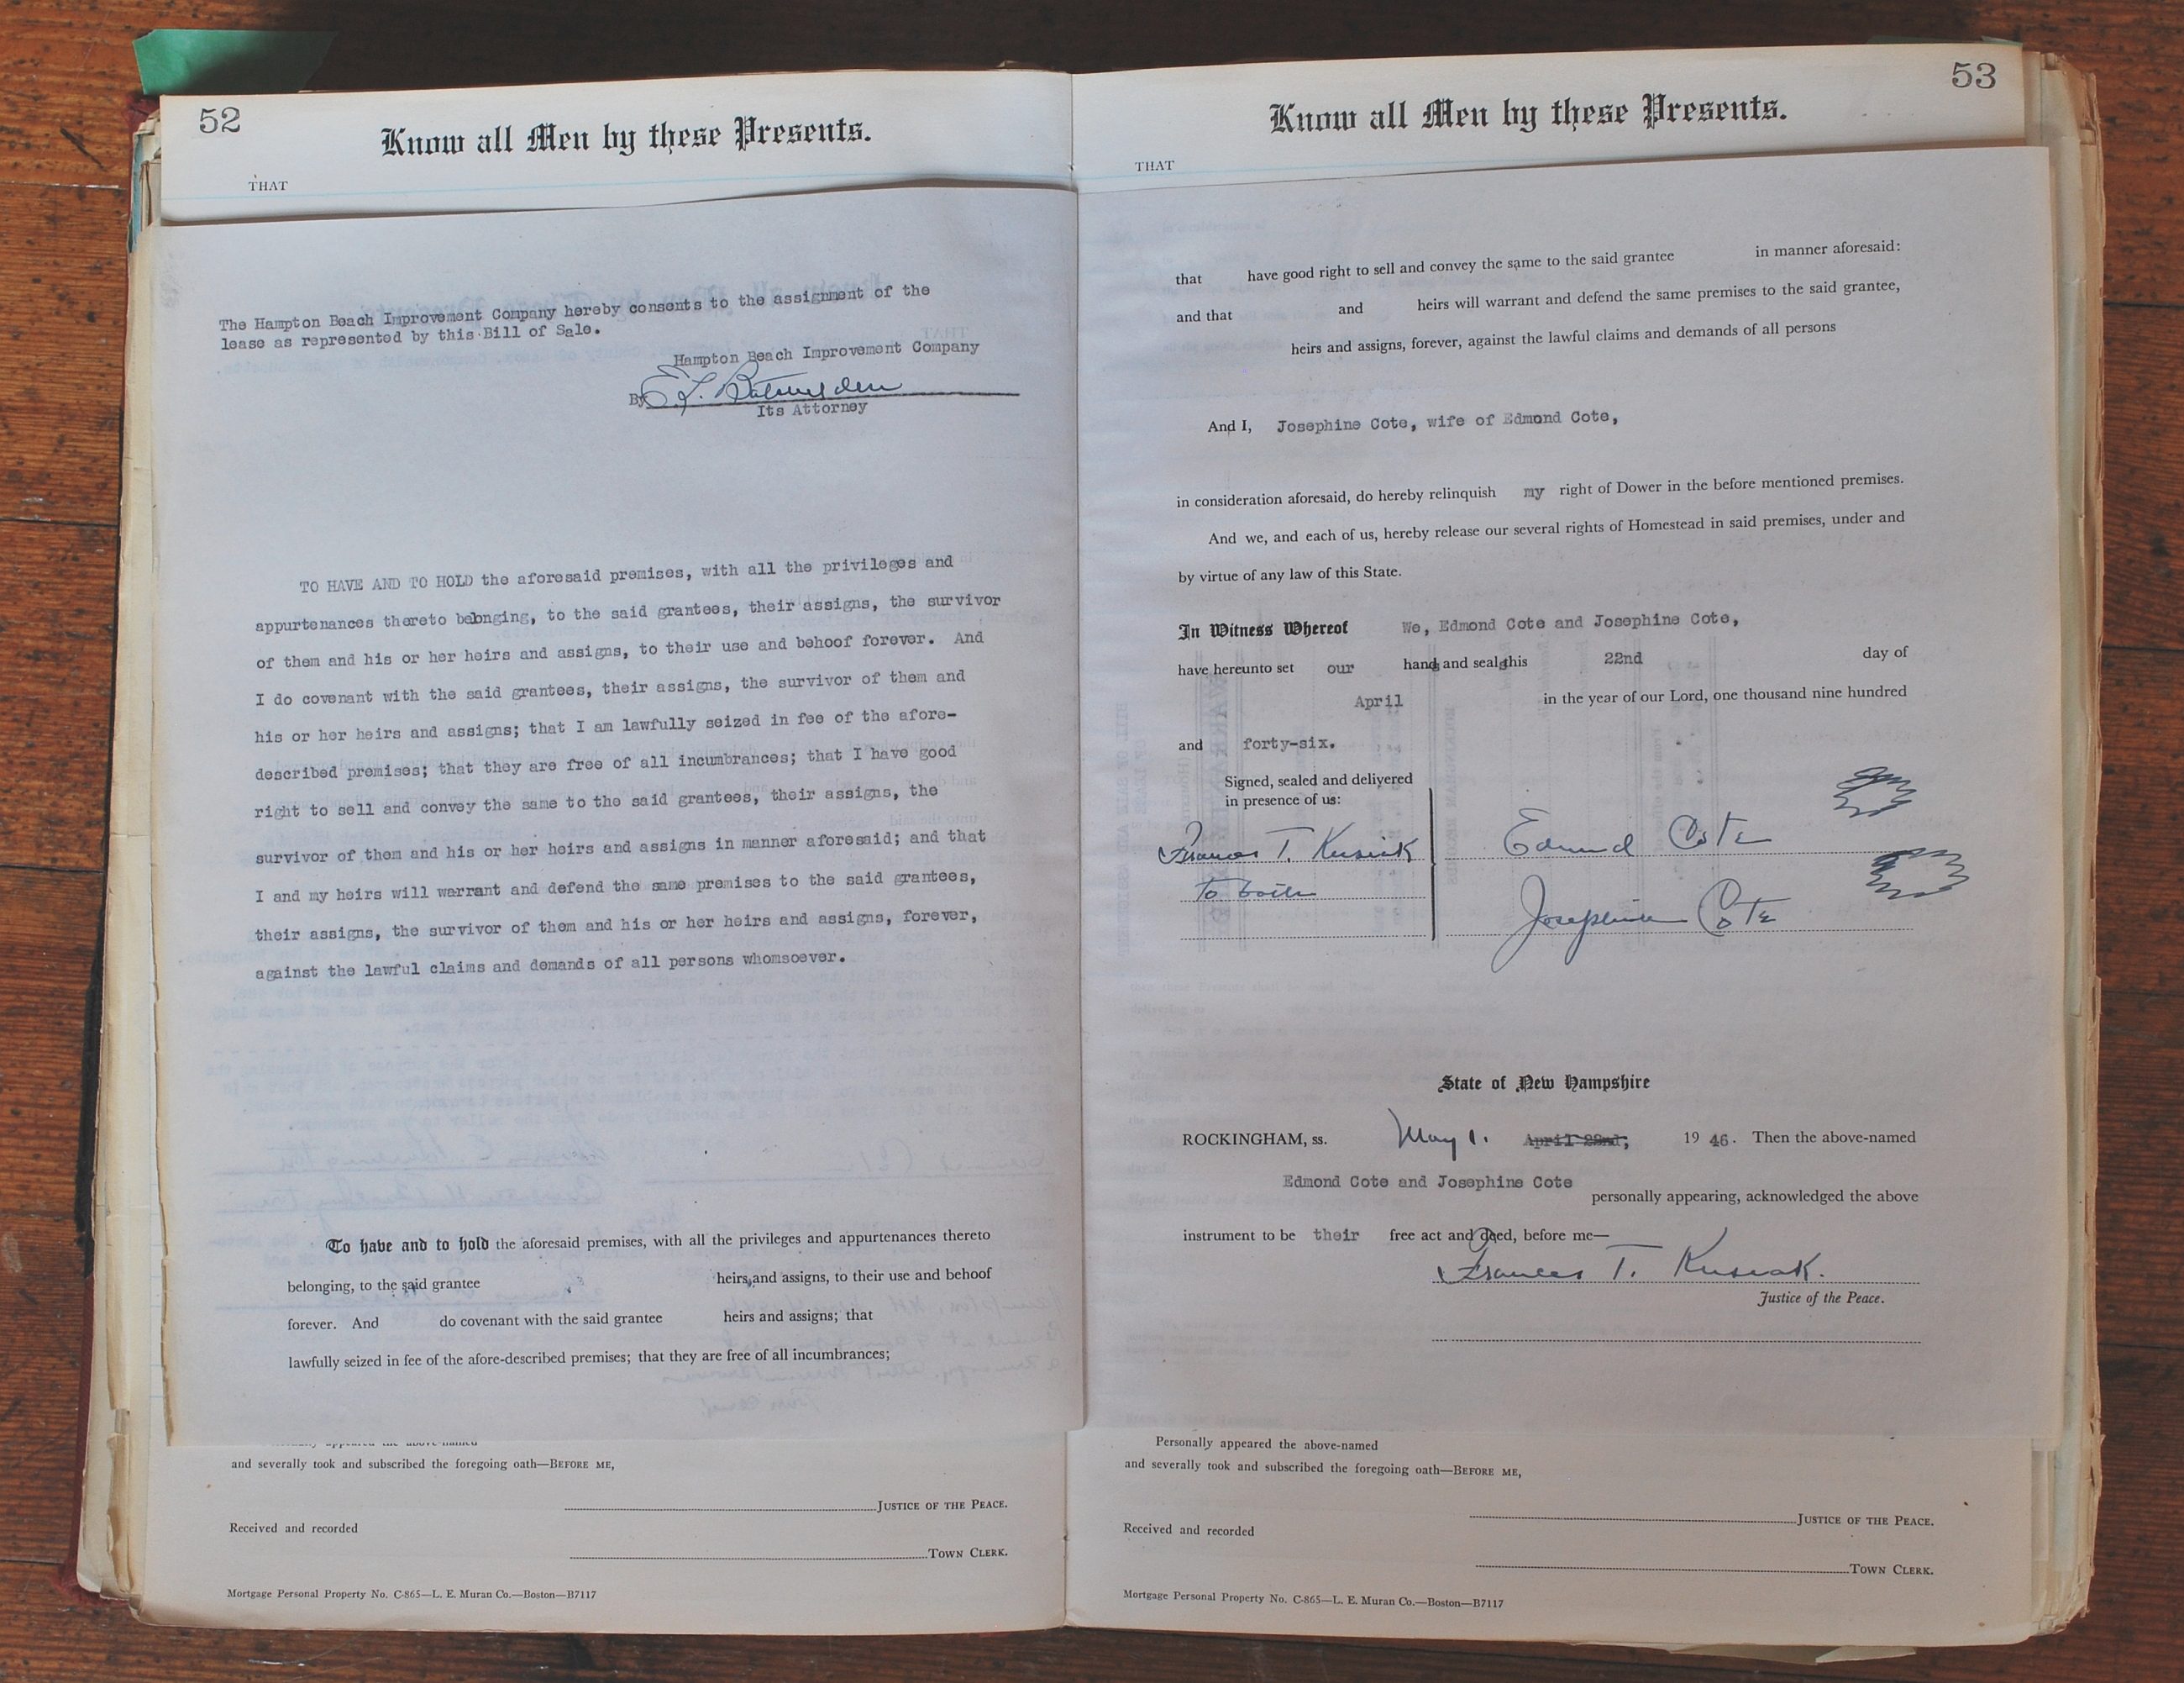 52
Know all Men by these Presents.
THAT
The Hampton Beach Improvement Company hereby consents to the assignment of the
lease as represented by this Bill of Sale.
Hampton Beach Improvement Company
By E. L.
Its Attorney
TO HAVE AND TO HOLD the aforesaid premises, with all the privileges and
appurtenances thereto belonging, to the said grantees, their assigns, the survivor
of them and his or her heirs and assigns, to their use and behoof forever. And
I do covenant with the said grantees, their assigns, the survivor of them and
his or her heirs and assigns; that I am lawfully seized in fee of the afore-
described premises; that they are free of all incumbrances; that I have good
right to sell and convey the same to the said grantees, their assigns, the
survivor of them and his or her heirs and assigns in manner aforesaid; and that
I and my heirs will warrant and defend the same premises to the said grantees,
their assigns, the survivor of them and his or her heirs and assigns, forever,
against the lawful claims and demands of all persons whomsoever.
To have and to hold the aforesaid premises, with all the privileges and appurtenances thereto
belonging, to the said grantee heirs, and assigns, to their use and behoof
forever. And do covenant with the said grantee heirs and assigns; that
lawfully seized in fee of the afore-described premises; that they are free of all incumbrances;
and severally took and subscribed the foregoing oath—BEFORE ME,
JUSTICE OF THE PEACE.
Received and recorded
TOWN CLERK.
Mortgage Personal Property No. C-865—L. E. Muran Co.—Boston—B7117
53
Know all Men by these Presents.
THAT
that have good right to sell and convey the same to the said grantee in manner aforesaid:
and that and heirs will warrant and defend the same premises to the said grantee,
heirs and assigns, forever, against the lawful claims and demands of all persons
And I, Josephine Cote, wife of Edmond Cote,
in consideration aforesaid, do hereby relinquish my right of Dower in the before mentioned premises.
And we, and each of us, hereby release our several rights of Homestead in said premises, under and
by virtue of any law of this State.
In Witness Whereof We, Edmond Cote and Josephine Cote,
have hereunto set our hands and seals this 22nd day of
April in the year of our Lord, one thousand nine hundred
and forty-six.
Signed, sealed and delivered
in presence of us:
Frances T. Kusiak Edmund Cote
to both
Josephine Cote
State of New Hampshire
ROCKINGHAM, ss. May 1. April 22nd, 19 46. Then the above-named
Edmond Cote and Josephine Cote
personally appearing, acknowledged the above
instrument to be their free act and deed, before me—
Frances T. Kusiak.
Justice of the Peace.
Personally appeared the above-named
and severally took and subscribed the foregoing oath—BEFORE ME,
JUSTICE OF THE PEACE.
Received and recorded
TOWN CLERK.
Mortgage Personal Property No. C-865—L. E. Muran Co.—Boston—B7117